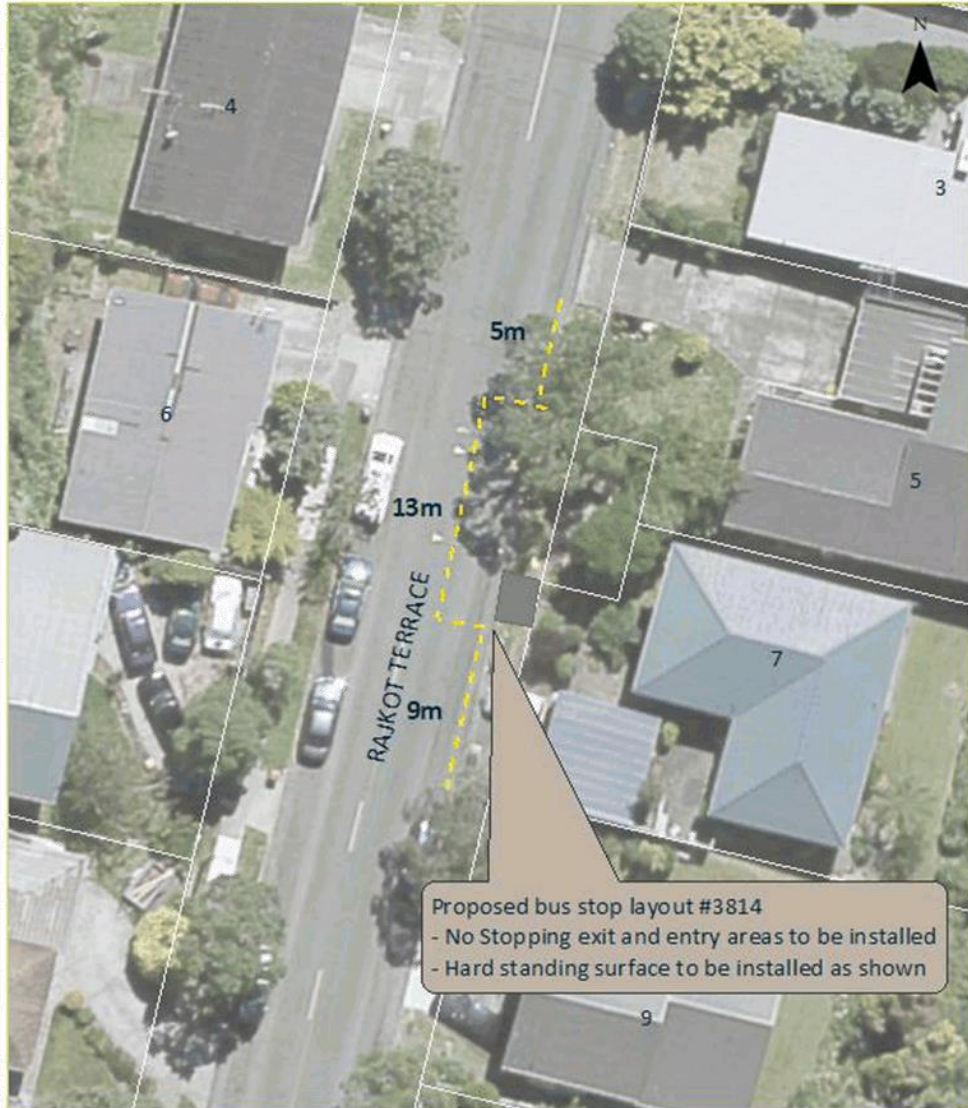 N
4
3
5m
6
5
13m
RAJKOT TERRACE
7
9m
Proposed bus stop layout #3814
- No Stopping exit and entry areas to be installed
- Hard standing surface to be installed as shown
9